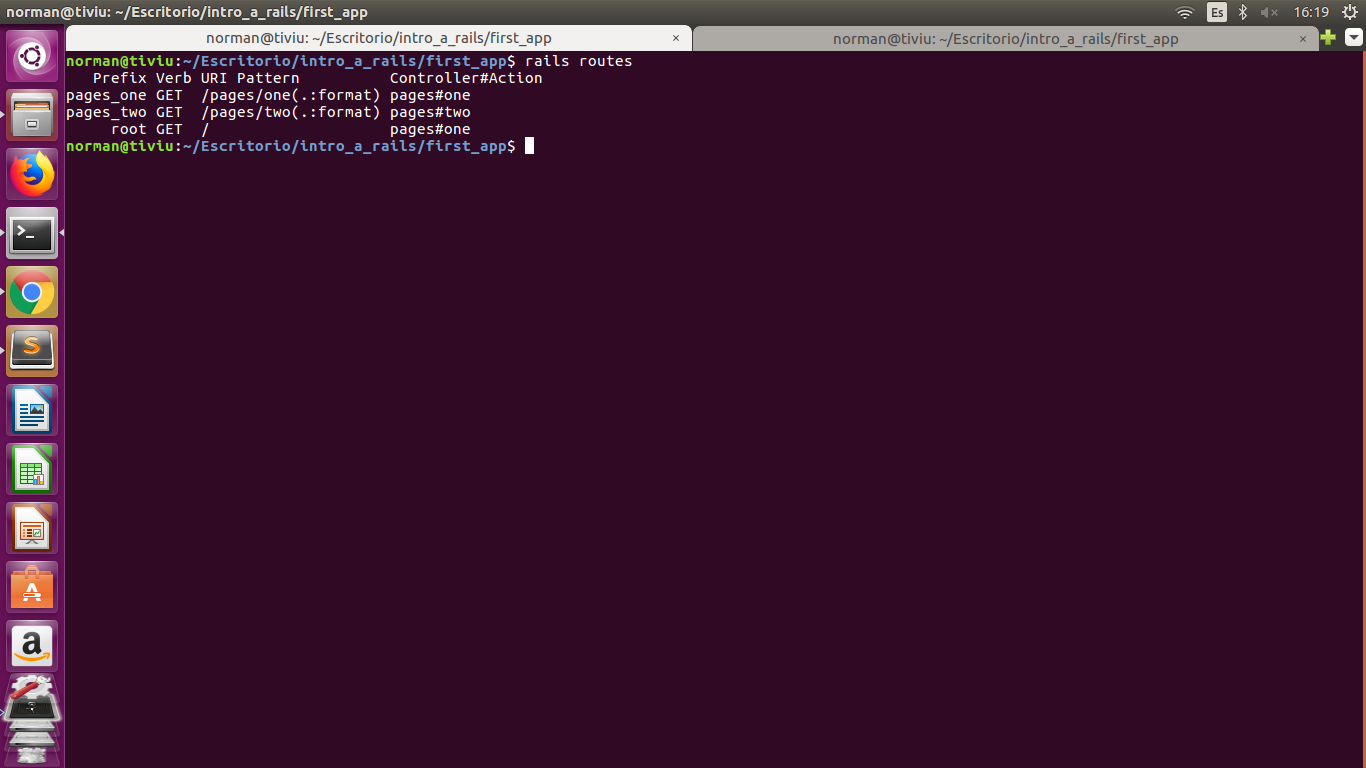 norman@tiviu: ~/Escritorio/intro_a_rails/first_app Es 16:19
norman@tiviu: ~/Escritorio/intro_a_rails/first_app × norman@tiviu: ~/Escritorio/intro_a_rails/first_app ×
norman@tiviu:~/Escritorio/intro_a_rails/first_app$ rails routes
   Prefix Verb URI Pattern          Controller#Action
pages_one GET  /pages/one(.:format) pages#one
pages_two GET  /pages/two(.:format) pages#two
     root GET  /                    pages#one
norman@tiviu:~/Escritorio/intro_a_rails/first_app$